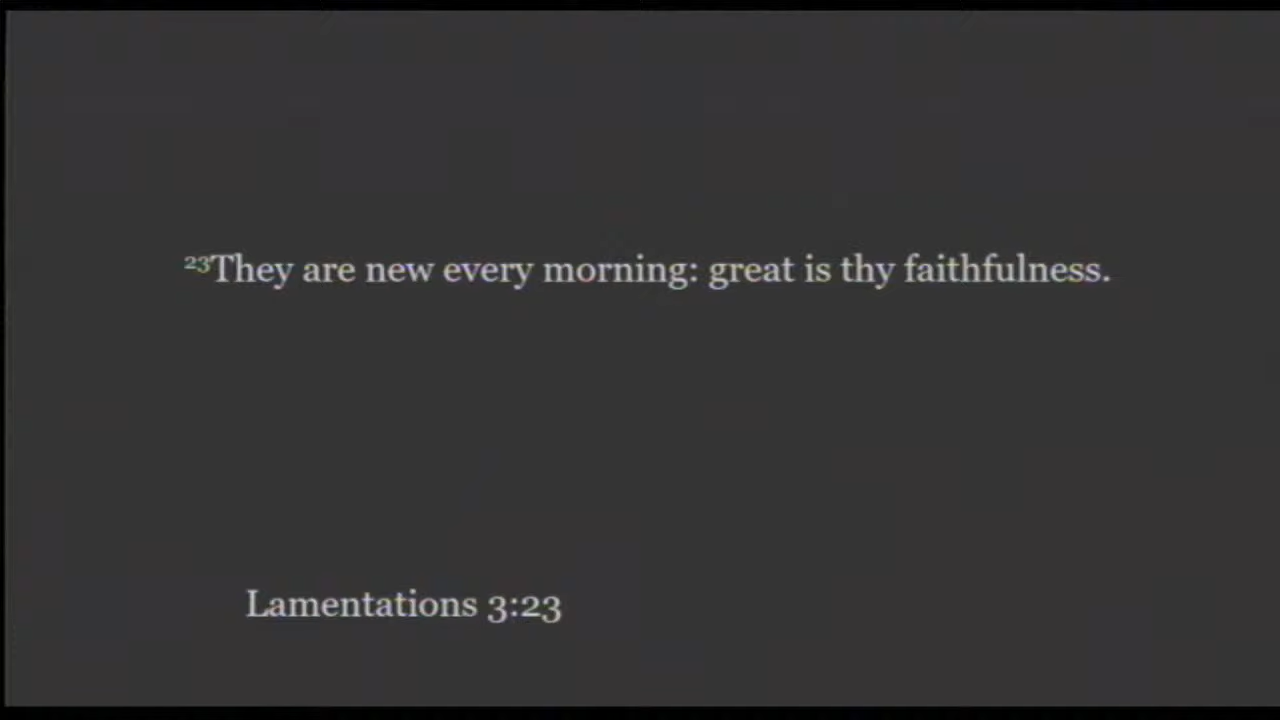 ²³They are new every morning: great is thy faithfulness.
Lamentations 3:23